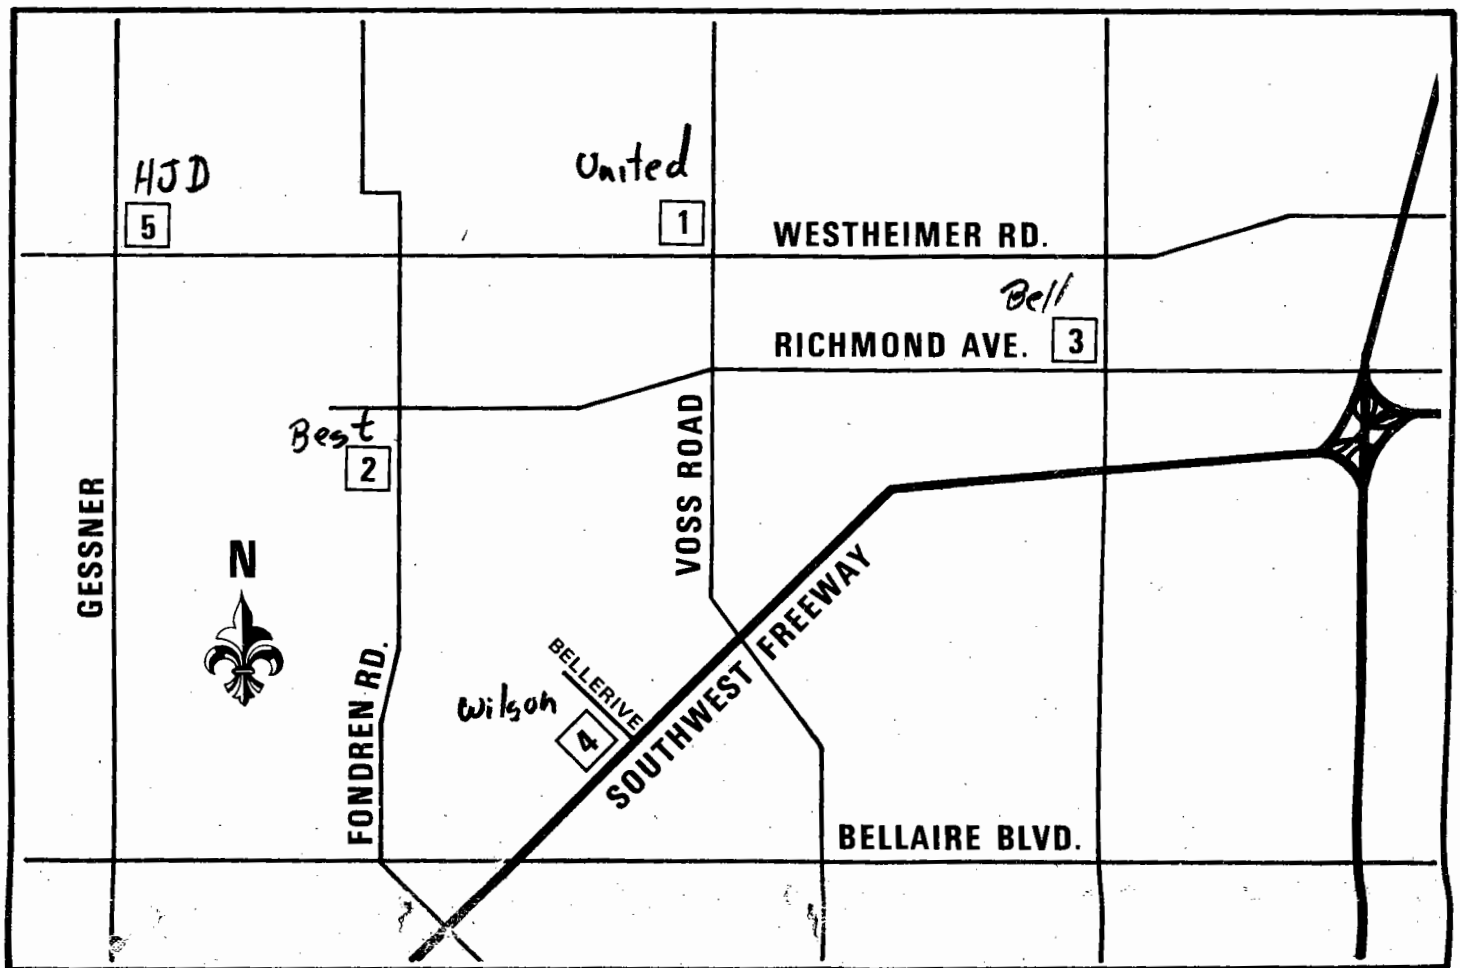 HJD
5
United
1
WESTHEIMER RD.
Bell
RICHMOND AVE.
3
Best
2
VOSS ROAD
GESSNER
N
FONDREN RD.
BELLERIVE
Wilson
4
SOUTHWEST FREEWAY
BELLAIRE BLVD.